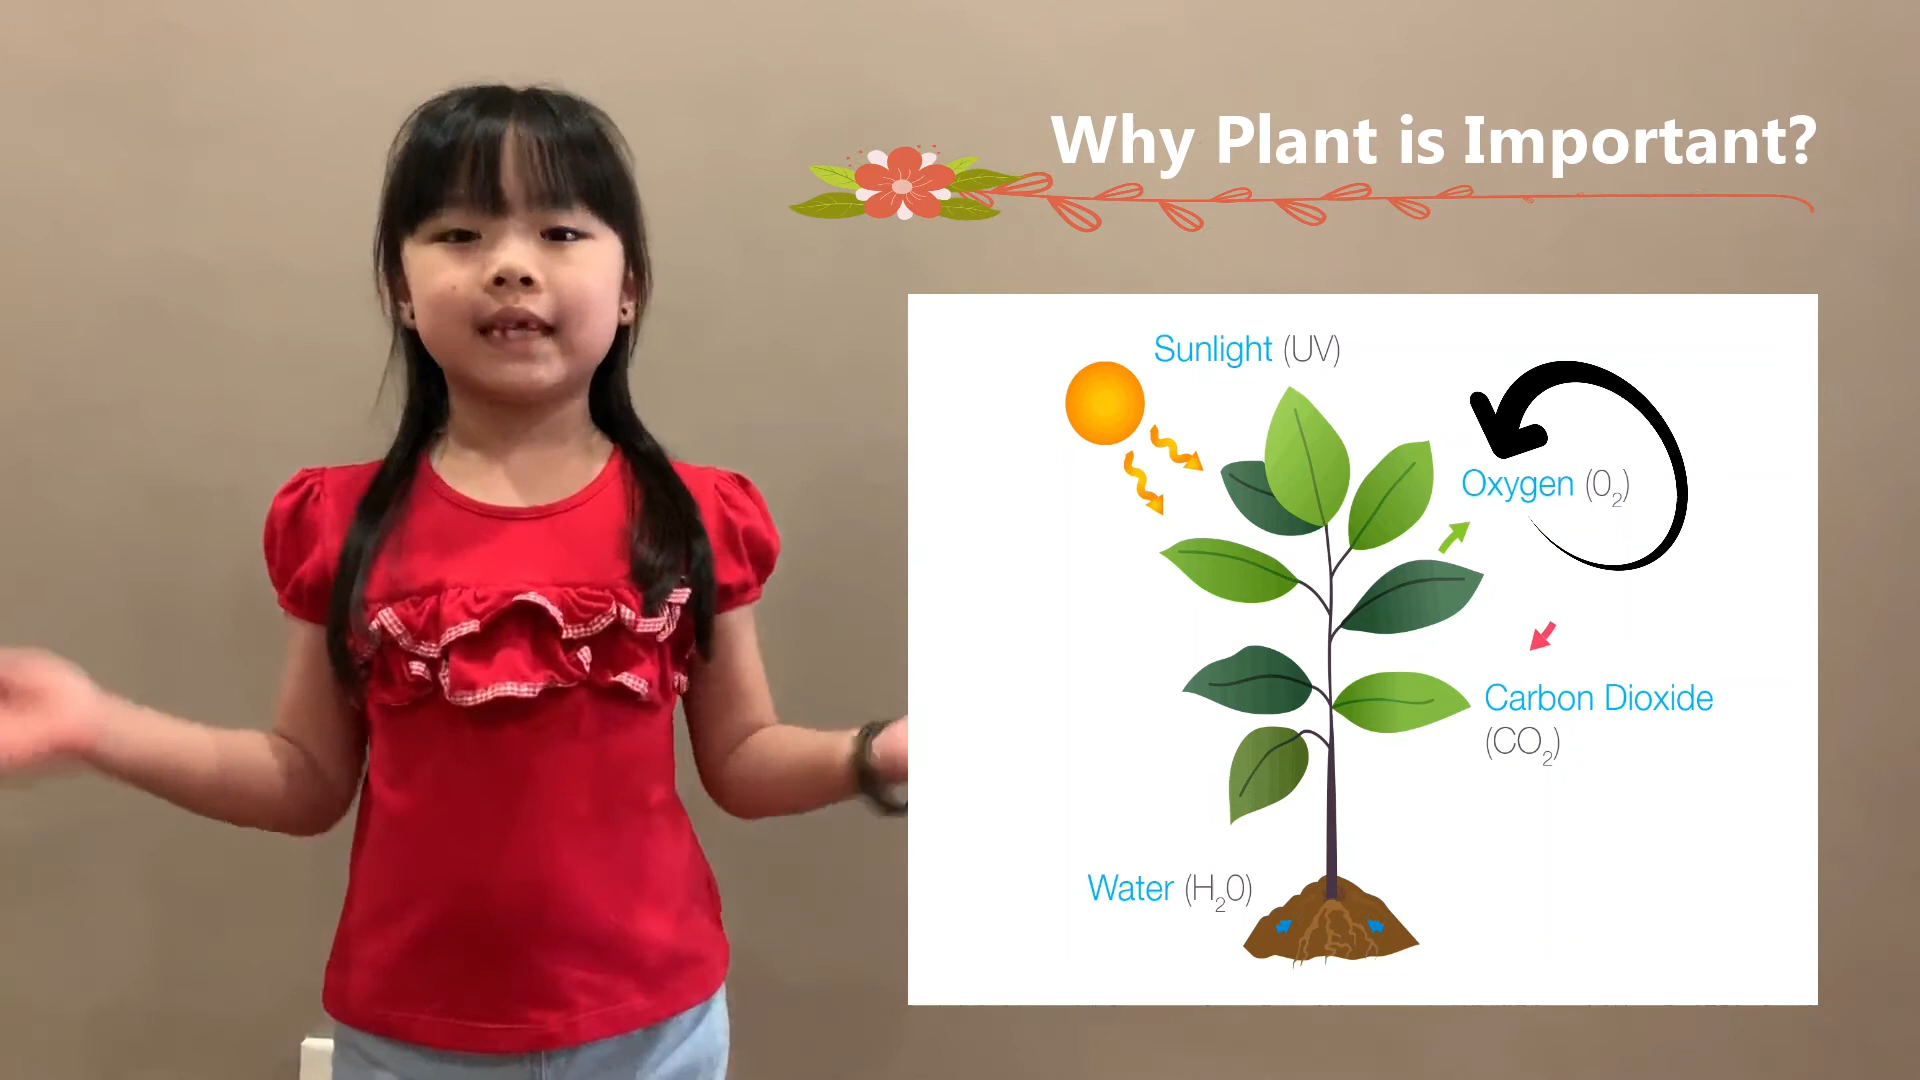 Why Plant is Important?
Sunlight (UV)
Oxygen (0₂)
Carbon Dioxide
(CO₂)
Water (H₂0)